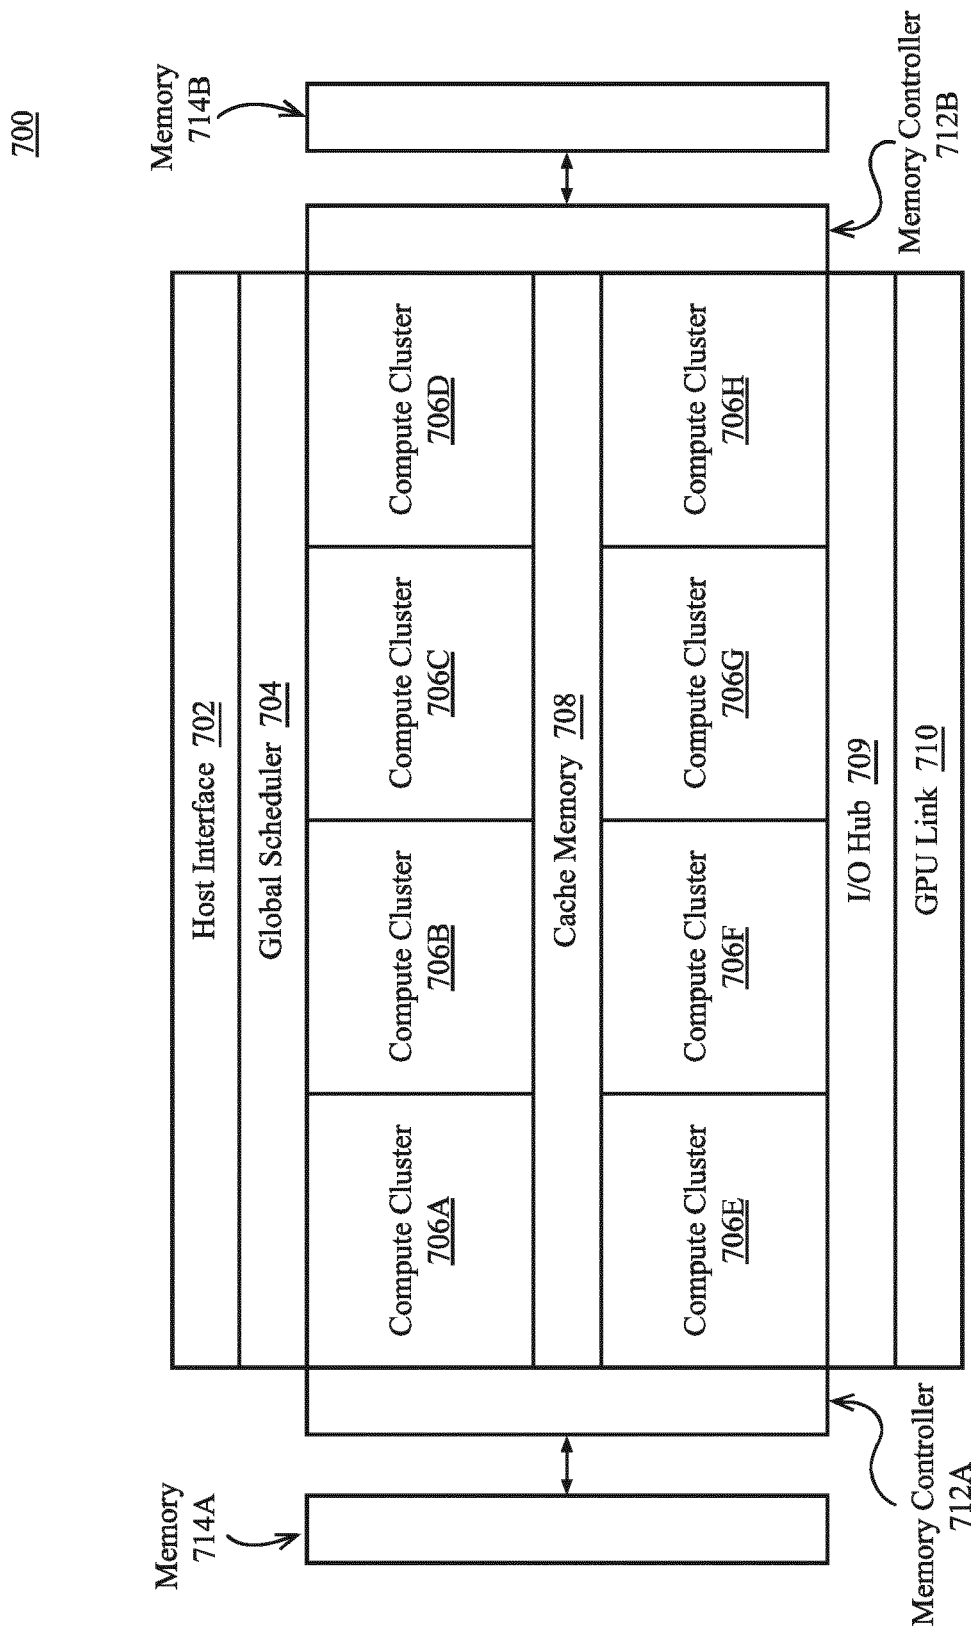 700
Memory
714B
Memory Controller
712B
Host Interface 702
Global Scheduler 704
Compute Cluster
706A
Compute Cluster
706B
Compute Cluster
706C
Compute Cluster
706D
Cache Memory 708
Compute Cluster
706E
Compute Cluster
706F
Compute Cluster
706G
Compute Cluster
706H
I/O Hub 709
GPU Link 710
Memory
714A
Memory Controller
712A